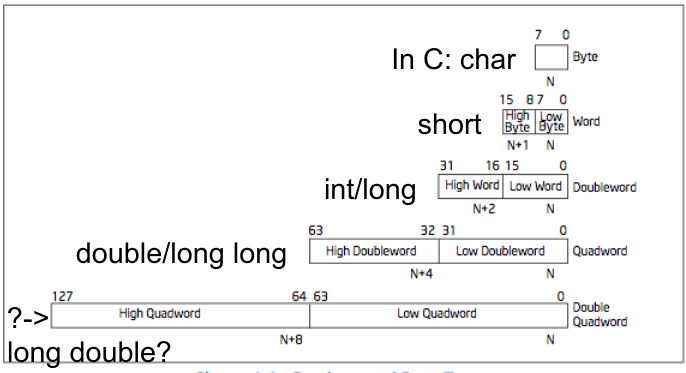 7 0
In C: char Byte
N
15 8 7 0
short High Byte Low Byte Word
N+1 N
31 16 15 0
int/long High Word Low Word Doubleword
N+2 N
63 32 31 0
double/long long High Doubleword Low Doubleword Quadword
N+4 N
127 64 63 0
?-> High Quadword Low Quadword Double Quadword
N+8 N
long double?